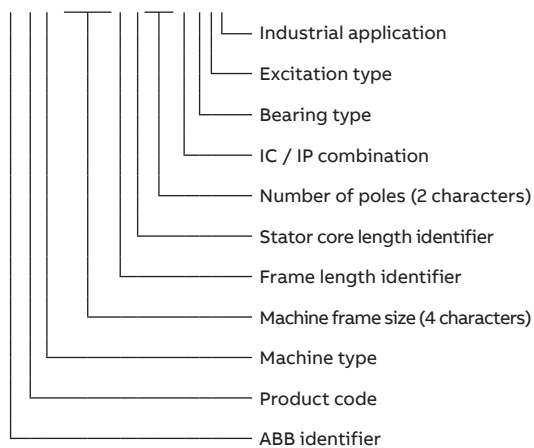 Industrial application
Excitation type
Bearing type
IC / IP combination
Number of poles (2 characters)
Stator core length identifier
Frame length identifier
Machine frame size (4 characters)
Machine type
Product code
ABB identifier